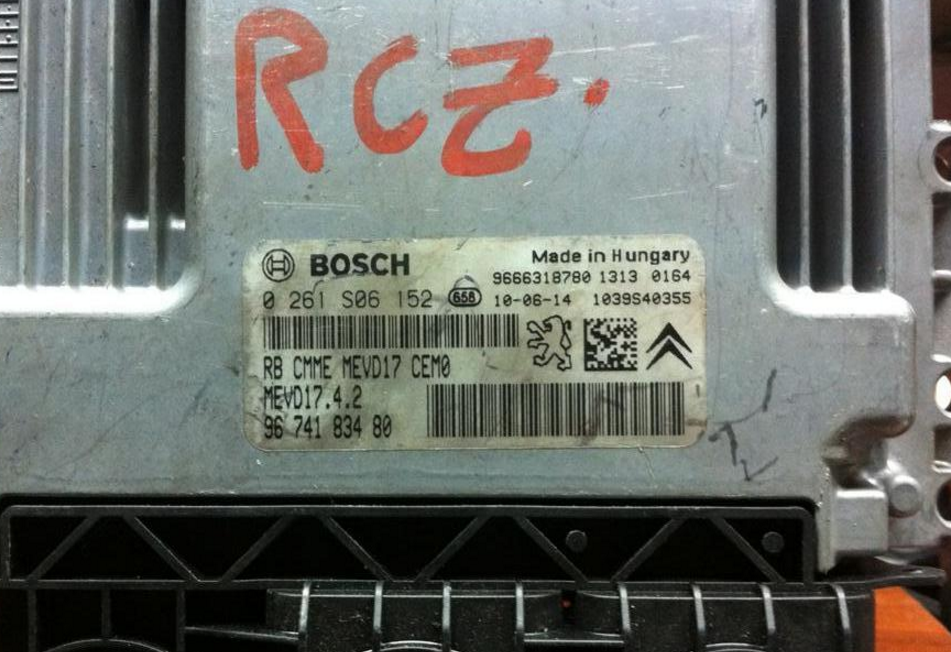 RCZ.
BOSCH
Made in Hungary
9666318780 1313 0164
0 261 S06 152 658 10-06-14 1039S40355
RB CMME MEVD17 CEM0
MEVD17.4.2
96 741 834 80